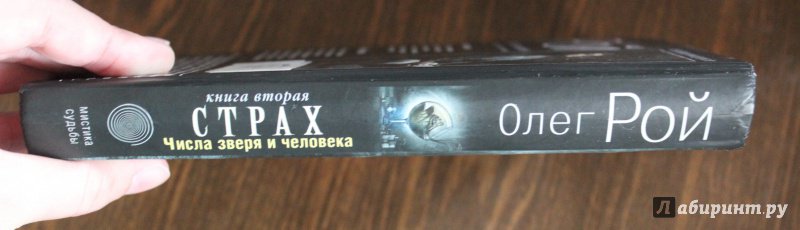 мистика
судьбы
книга вторая
СТРАХ
Числа зверя и человека
Олег Рой
Лабиринт.ру